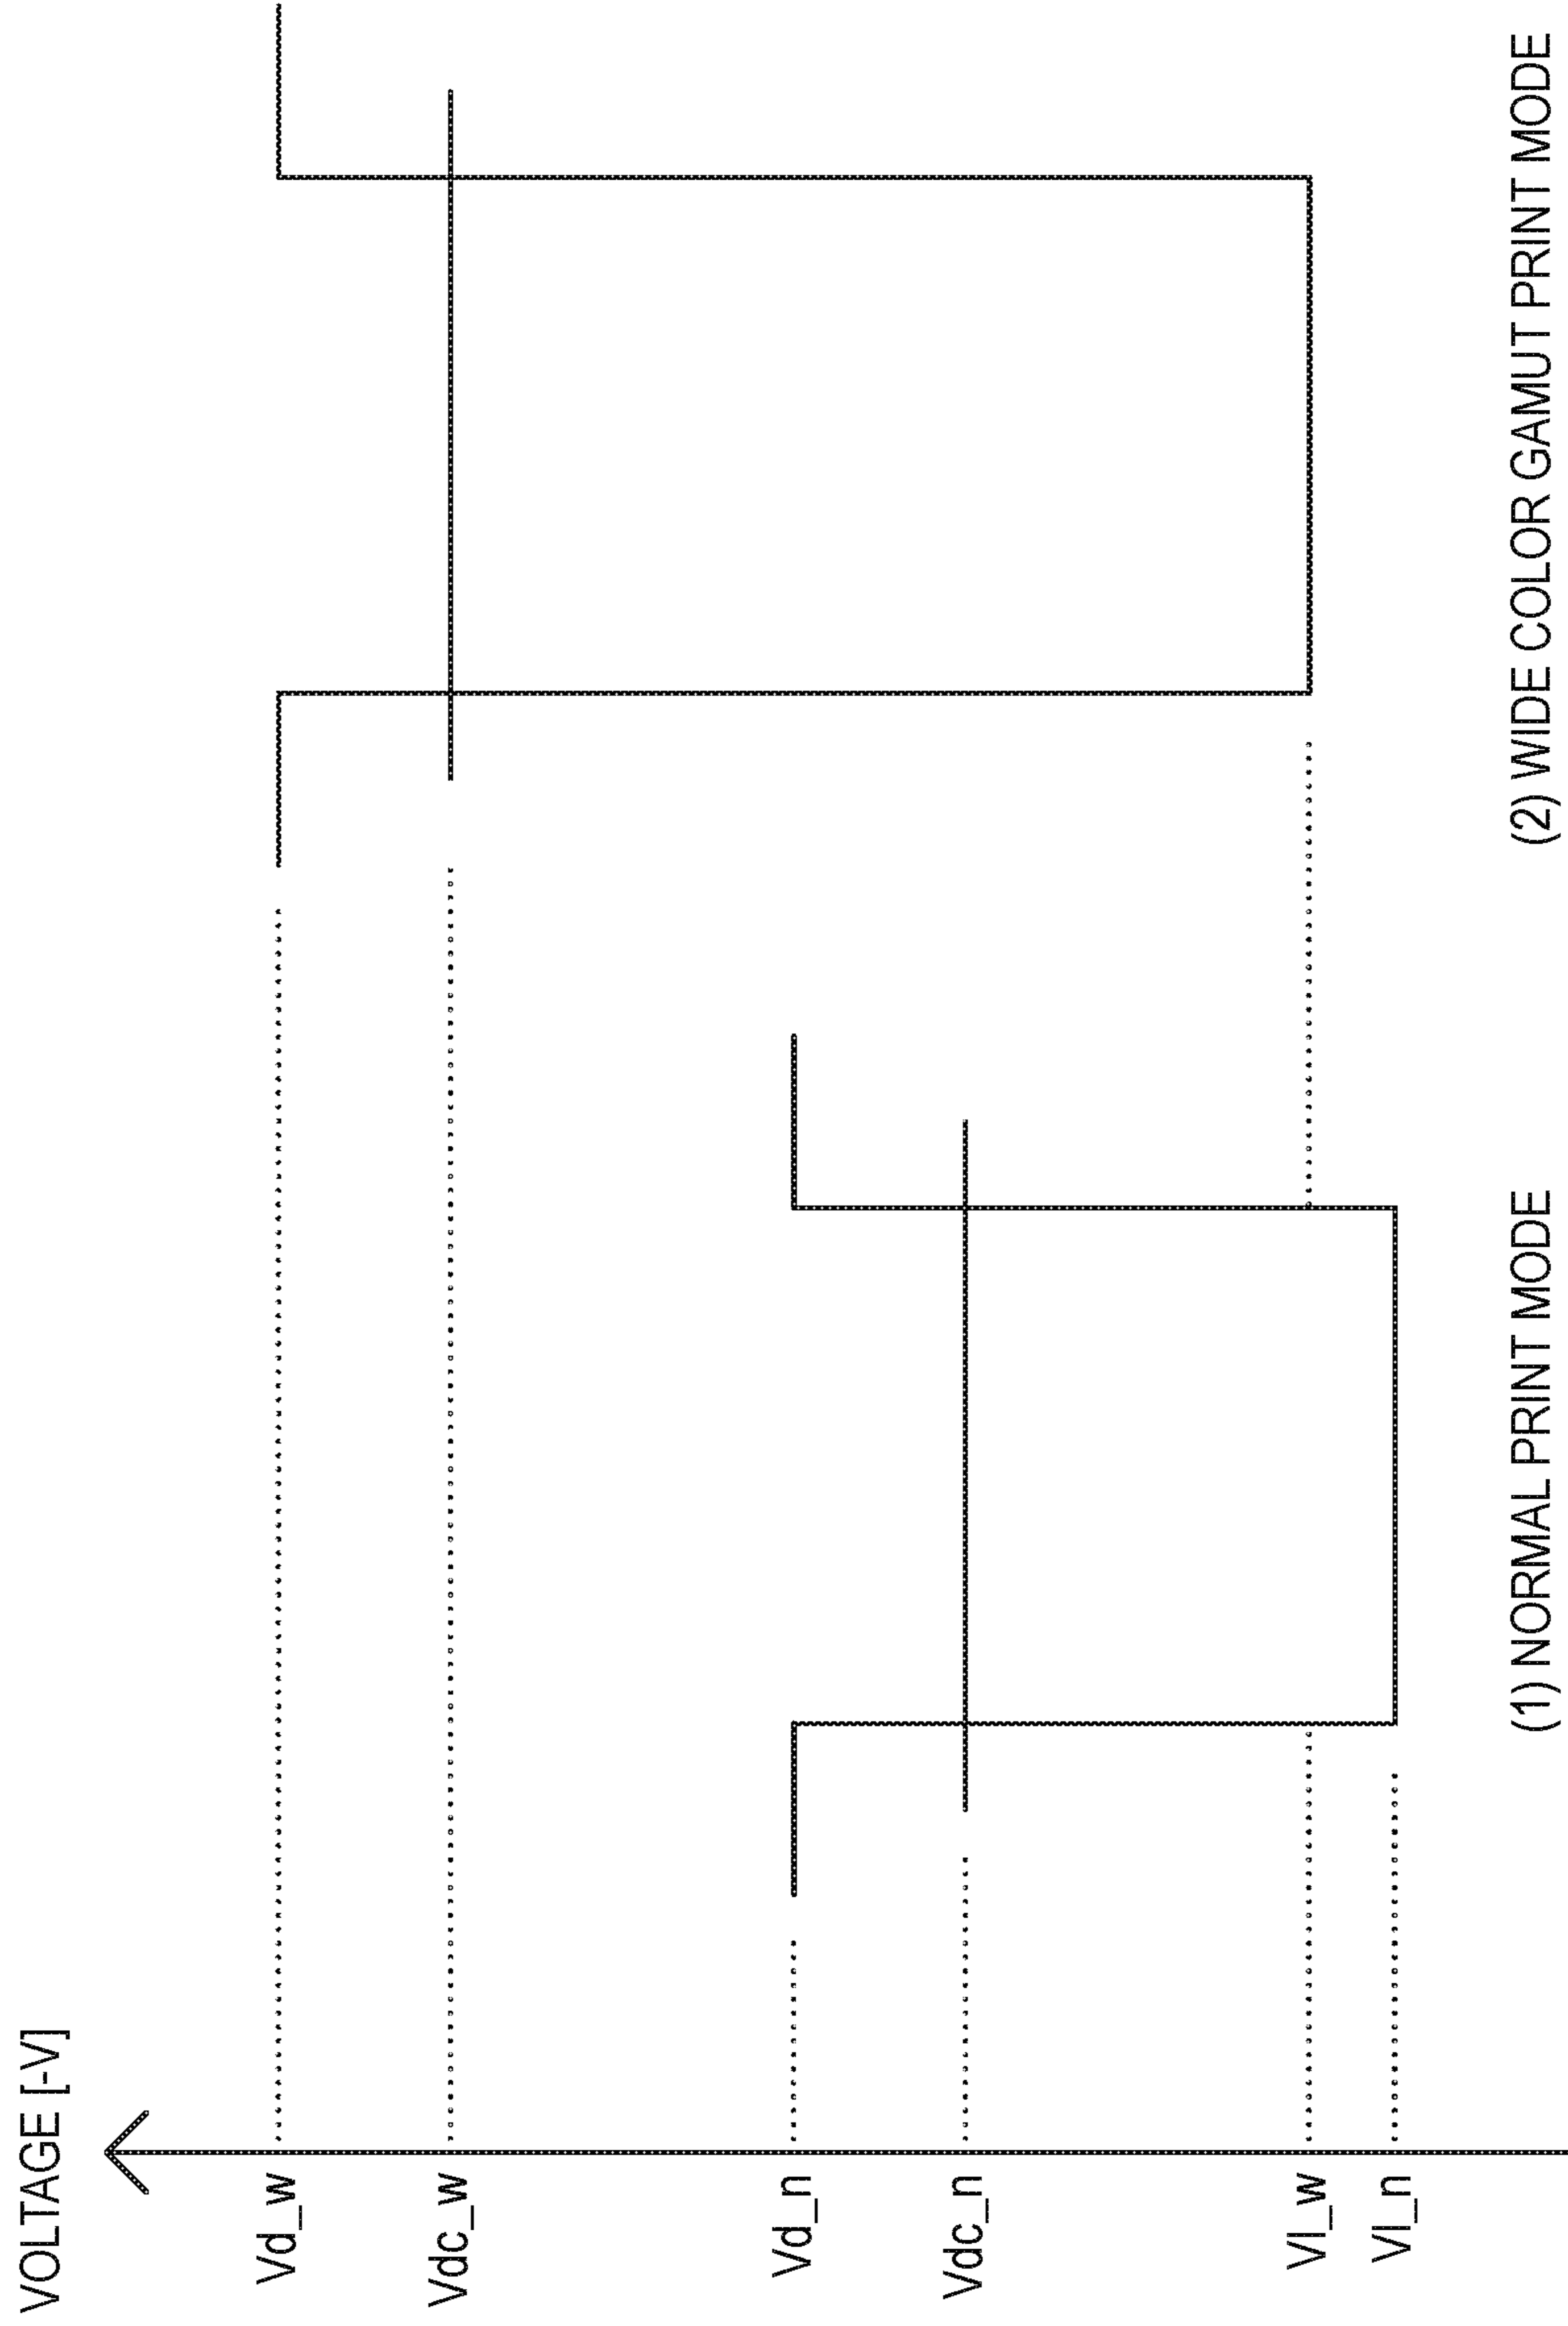 VOLTAGE [-V]
Vd_w
Vdc_w
Vd_n
Vdc_n
Vl_w
Vl_n
(1) NORMAL PRINT MODE
(2) WIDE COLOR GAMUT PRINT MODE